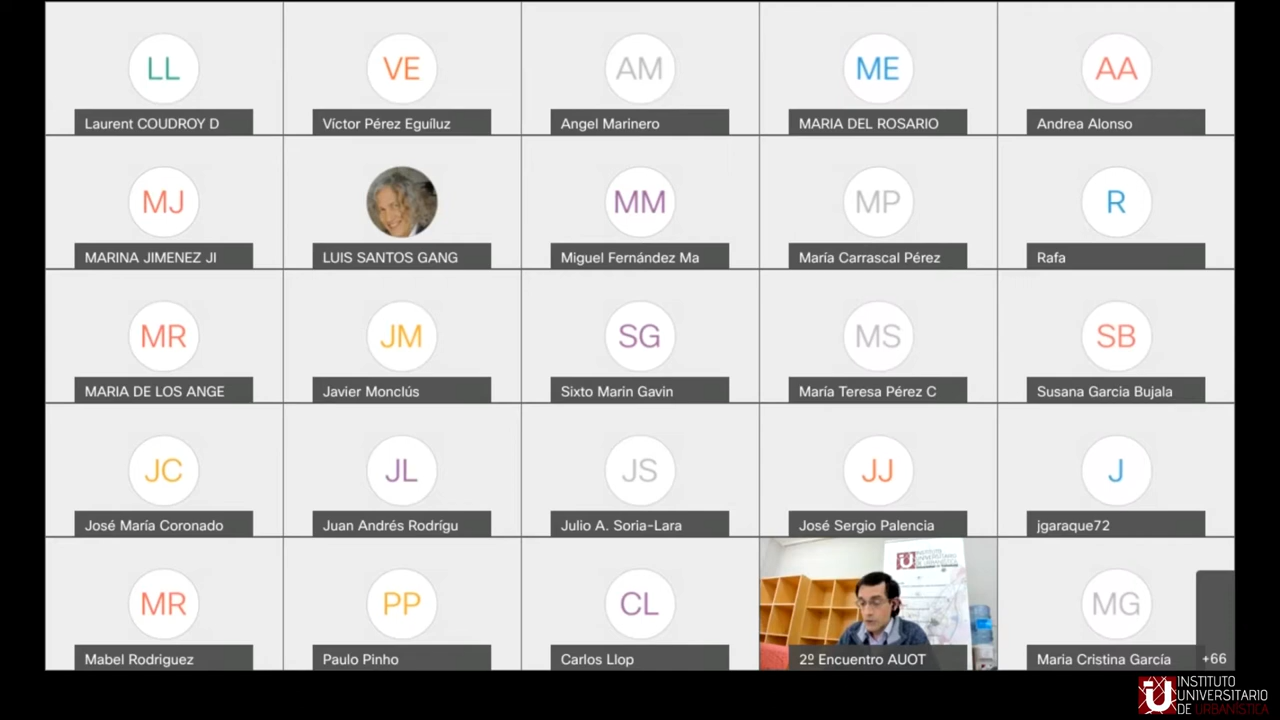 LL
VE
AM
ME
AA
Laurent COUDROY D
Víctor Pérez Eguíluz
Angel Marinero
MARIA DEL ROSARIO
Andrea Alonso
MJ
MM
MP
R
MARINA JIMENEZ JI
LUIS SANTOS GANG
Miguel Fernández Ma
María Carrascal Pérez
Rafa
MR
JM
SG
MS
SB
MARIA DE LOS ANGE
Javier Monclús
Sixto Marin Gavin
María Teresa Pérez C
Susana Garcia Bujala
JC
JL
JS
JJ
J
José María Coronado
Juan Andrés Rodrígu
Julio A. Soria-Lara
José Sergio Palencia
jgaraque72
MR
PP
CL
INSTITUTO
UNIVERSITARIO
DE URBANÍSTICA
MG
Mabel Rodriguez
Paulo Pinho
Carlos Llop
2º Encuentro AUOT
Maria Cristina García
+66
INSTITUTO
UNIVERSITARIO
DE URBANÍSTICA